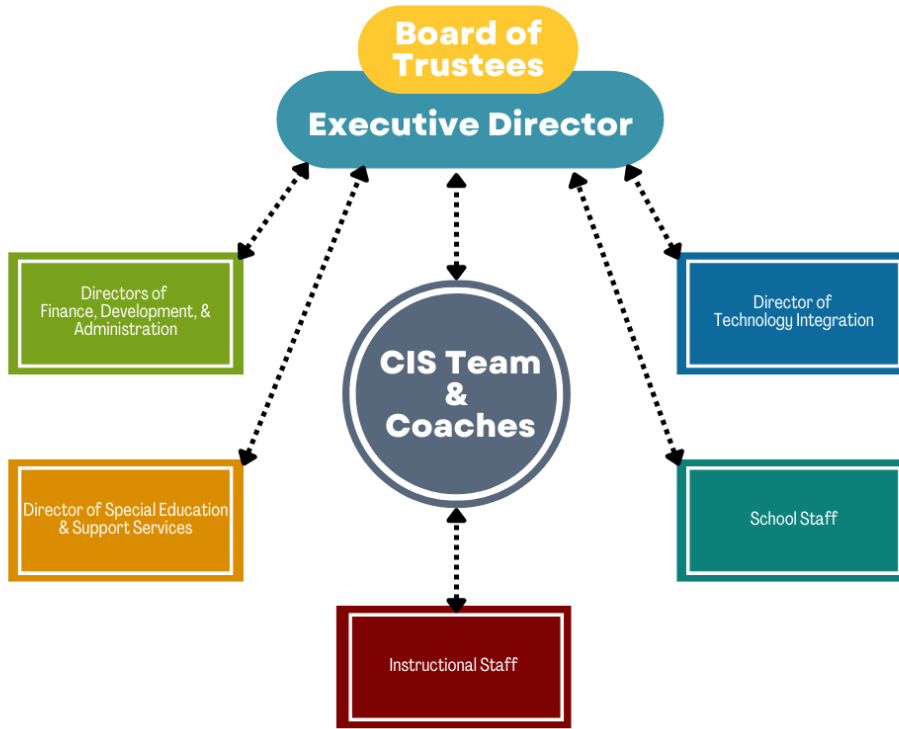 Board of
Trustees
Executive Director
Directors of
Finance, Development, &
Administration
Director of
Technology Integration
CIS Team
&
Coaches
Director of Special Education
& Support Services
School Staff
Instructional Staff